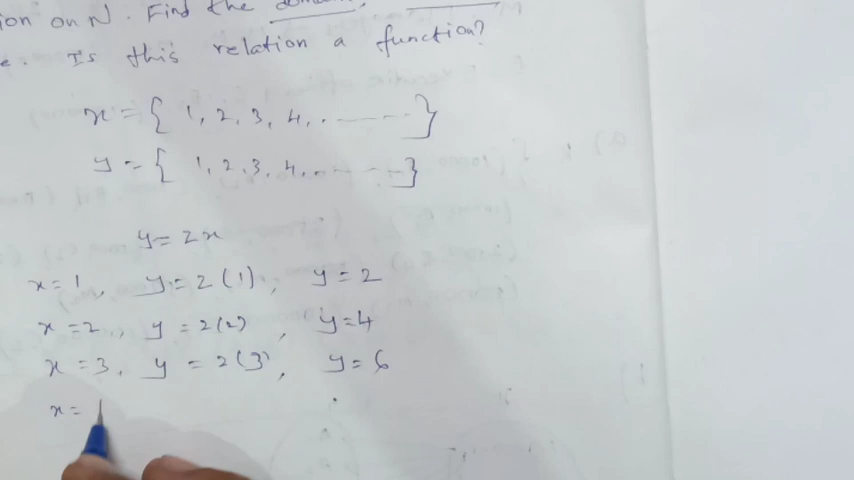 ion on N. Find the domain,
e. Is this relation a function?
x = { 1, 2, 3, 4, ........ }
y = { 1, 2, 3, 4, ........ }
y = 2x
x = 1, y = 2(1), y = 2
x = 2, y = 2(2), y = 4
x = 3, y = 2(3), y = 6
x =